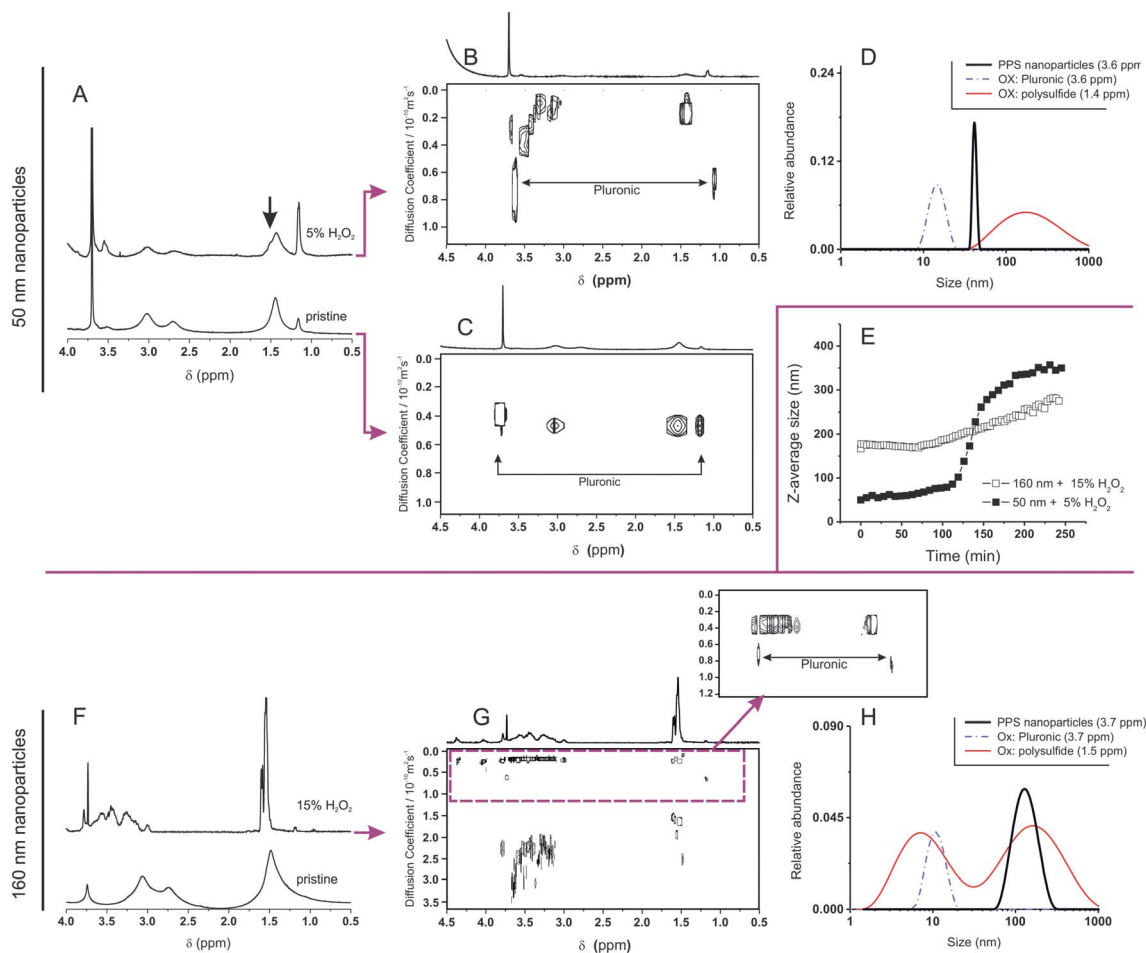 50 nm nanoparticles
A
5% H₂O₂
pristine
4.0 3.5 3.0 2.5 2.0 1.5 1.0 0.5
δ (ppm)
B
Diffusion Coefficient / 10⁻¹⁰m²s⁻¹
0.0
0.2
0.4
0.6
0.8
1.0
Pluronic
4.5 4.0 3.5 3.0 2.5 2.0 1.5 1.0 0.5
δ (ppm)
C
Diffusion Coefficient / 10⁻¹⁰m²s⁻¹
0.0
0.2
0.4
0.6
0.8
1.0
Pluronic
4.5 4.0 3.5 3.0 2.5 2.0 1.5 1.0 0.5
δ (ppm)
D
PPS nanoparticles (3.6 ppm
OX: Pluronic (3.6 ppm)
OX: polysulfide (1.4 ppm)
Relative abundance
0.24
0.12
0.00
1 10 100 1000
Size (nm)
E
Z-average size (nm)
400
300
200
100
0
160 nm + 15% H₂O₂
50 nm + 5% H₂O₂
0 50 100 150 200 250
Time (min)
160 nm nanoparticles
F
15% H₂O₂
pristine
4.0 3.5 3.0 2.5 2.0 1.5 1.0 0.5
δ (ppm)
0.0
0.2
0.4
0.6
0.8
1.0
1.2
Pluronic
G
Diffusion Coefficient / 10⁻¹⁰m²s⁻¹
0.0
0.5
1.0
1.5
2.0
2.5
3.0
3.5
4.5 4.0 3.5 3.0 2.5 2.0 1.5 1.0 0.5
δ (ppm)
H
PPS nanoparticles (3.7 ppm)
Ox: Pluronic (3.7 ppm)
Ox: polysulfide (1.5 ppm)
Relative abundance
0.090
0.045
0.000
1 10 100 1000
Size (nm)